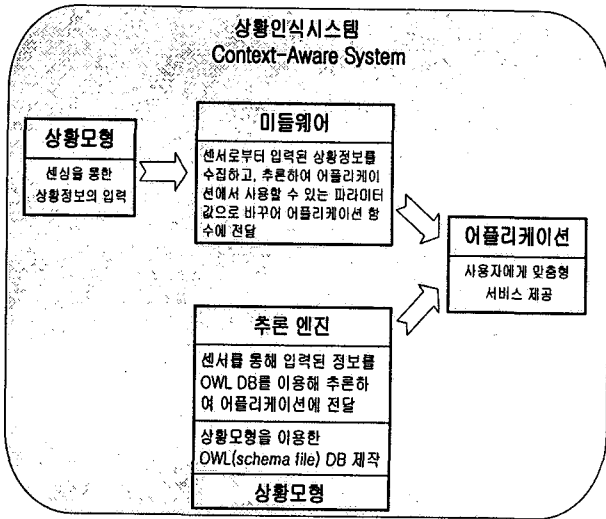 상황인식시스템
Context-Aware System
상황모형
센싱을 통한
상황정보의 입력
미들웨어
센서로부터 입력된 상황정보를
수집하고, 추론하여 어플리케이
션에서 사용할 수 있는 파라미터
값으로 바꾸어 어플리케이션 함
수에 전달
어플리케이션
사용자에게 맞춤형
서비스 제공
추론 엔진
센서를 통해 입력된 정보를
OWL DB를 이용해 추론하
여 어플리케이션에 전달
상황모형을 이용한
OWL(schema file) DB 제작
상황모형